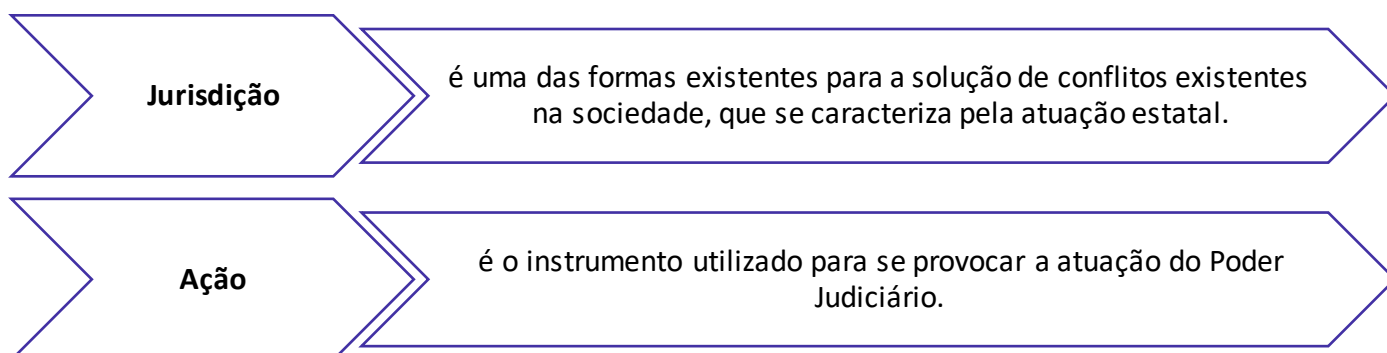 Jurisdição
é uma das formas existentes para a solução de conflitos existentes
na sociedade, que se caracteriza pela atuação estatal.
Ação
é o instrumento utilizado para se provocar a atuação do Poder
Judiciário.